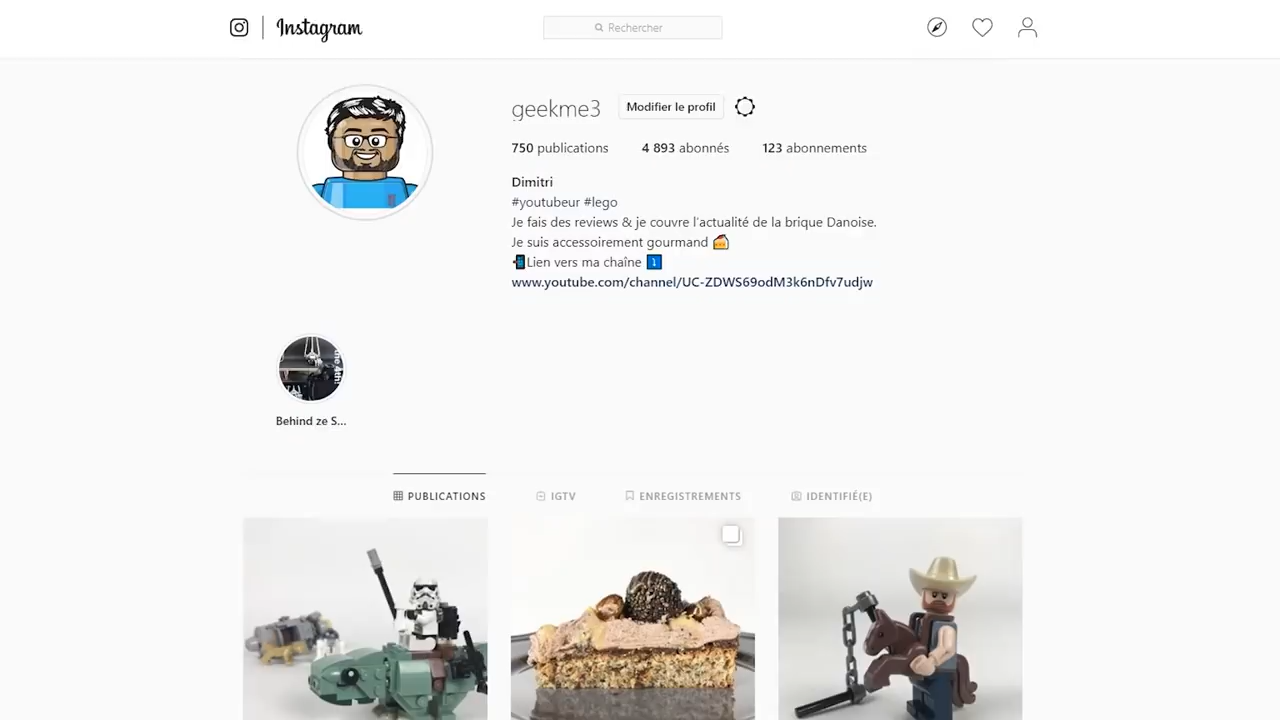 Instagram
Rechercher
geekme3 Modifier le profil
750 publications 4 893 abonnés 123 abonnements
Dimitri
#youtubeur #lego
Je fais des reviews & je couvre l'actualité de la brique Danoise.
Je suis accessoirement gourmand
Lien vers ma chaîne
www.youtube.com/channel/UC-ZDWS69odM3k6nDfv7udjw
Behind ze S...
PUBLICATIONS IGTV ENREGISTREMENTS IDENTIFIÉ(E)